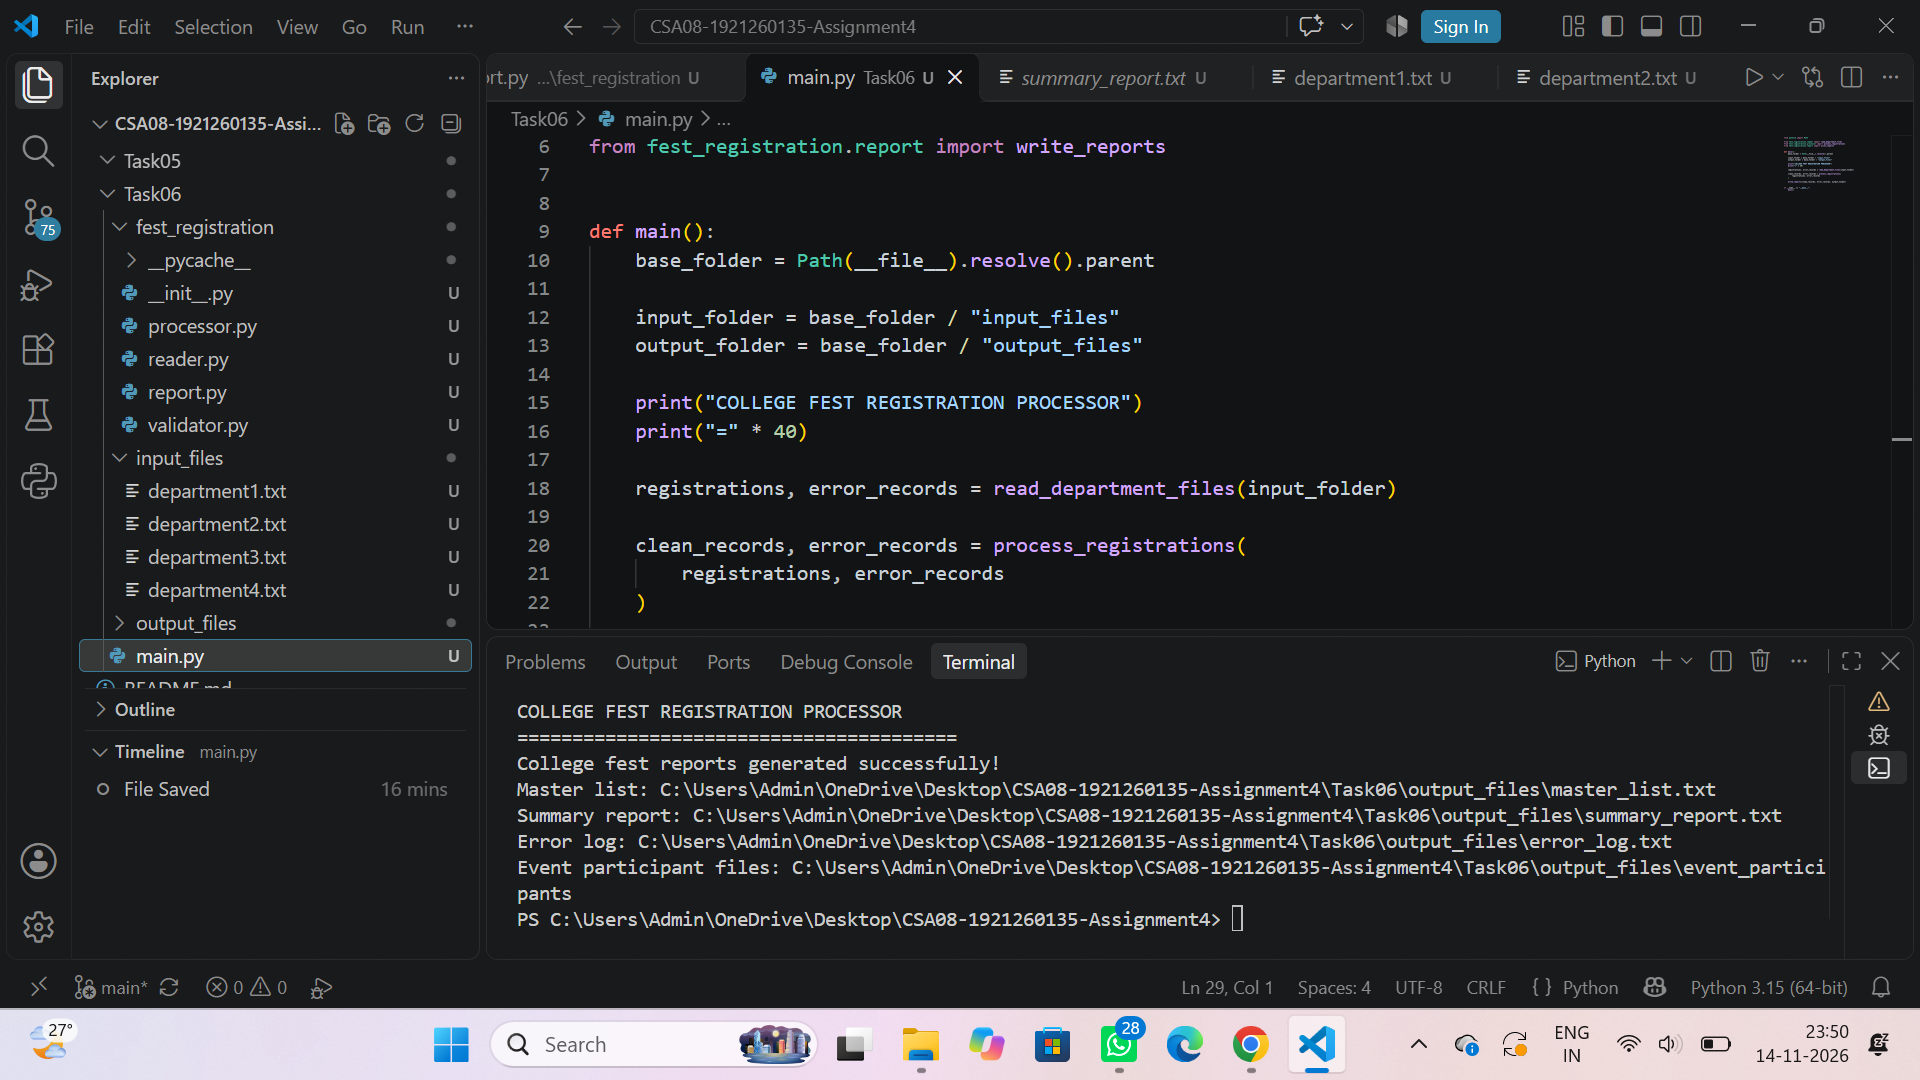 File Edit Selection View Go Run ···
CSA08-1921260135-Assignment4
Sign In
Explorer
CSA08-1921260135-Assi...
Task05
Task06
fest_registration
__pycache__
__init__.py U
processor.py U
reader.py U
report.py U
validator.py U
input_files
department1.txt U
department2.txt U
department3.txt U
department4.txt U
output_files
main.py U
README.md
Outline
Timeline main.py
File Saved 16 mins
75
rt.py ...\fest_registration U
main.py Task06 U
summary_report.txt U
department1.txt U
department2.txt U
Task06 > main.py > ...
6 from fest_registration.report import write_reports
7
8
9 def main():
10 base_folder = Path(__file__).resolve().parent
11
12 input_folder = base_folder / "input_files"
13 output_folder = base_folder / "output_files"
14
15 print("COLLEGE FEST REGISTRATION PROCESSOR")
16 print("=" * 40)
17
18 registrations, error_records = read_department_files(input_folder)
19
20 clean_records, error_records = process_registrations(
21 registrations, error_records
22 )
Problems Output Ports Debug Console Terminal
Python
COLLEGE FEST REGISTRATION PROCESSOR
========================================
College fest reports generated successfully!
Master list: C:\Users\Admin\OneDrive\Desktop\CSA08-1921260135-Assignment4\Task06\output_files\master_list.txt
Summary report: C:\Users\Admin\OneDrive\Desktop\CSA08-1921260135-Assignment4\Task06\output_files\summary_report.txt
Error log: C:\Users\Admin\OneDrive\Desktop\CSA08-1921260135-Assignment4\Task06\output_files\error_log.txt
Event participant files: C:\Users\Admin\OneDrive\Desktop\CSA08-1921260135-Assignment4\Task06\output_files\event_partici
pants
PS C:\Users\Admin\OneDrive\Desktop\CSA08-1921260135-Assignment4>
main* 0 0
Ln 29, Col 1 Spaces: 4 UTF-8 CRLF { } Python Python 3.15 (64-bit)
27°
Search
28
ENG
IN
23:50
14-11-2026